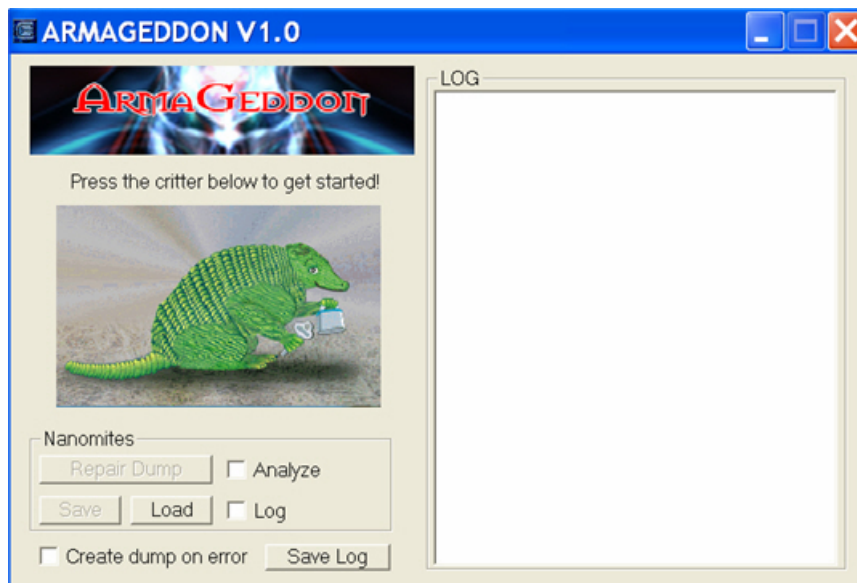 ARMAGEDDON V1.0
ARMAGEDDON
Press the critter below to get started!
Nanomites
Repair Dump
Analyze
Save
Load
Log
Create dump on error
Save Log
LOG